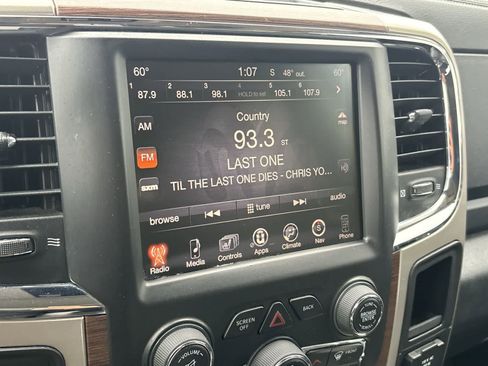 60° 1:07 S 48° out. 60°
1 2 3 4 5 6
87.9 88.1 98.1 HOLD to set 105.1 107.9
Country
map
AM
93.3 ST
FM
LAST ONE
TIL THE LAST ONE DIES - CHRIS YO...
sxm
browse tune audio
Radio Media Controls Apps Climate Nav Phone
SCREEN OFF
BACK
BROWSE
ENTER
FRONT